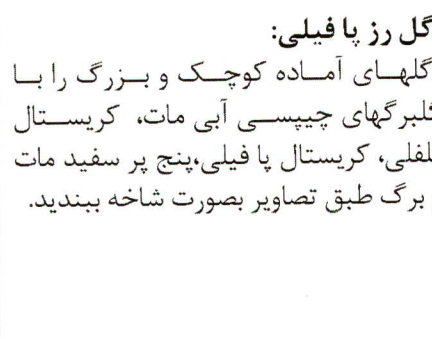 گل رز پا فیلی:
گلهای آماده کوچک و بزرگ را با
گلبرگهای چیپسی آبی مات، کریستال
فلفلی، کریستال پا فیلی،پنج پر سفید مات
برگ طبق تصاویر بصورت شاخه ببندید.